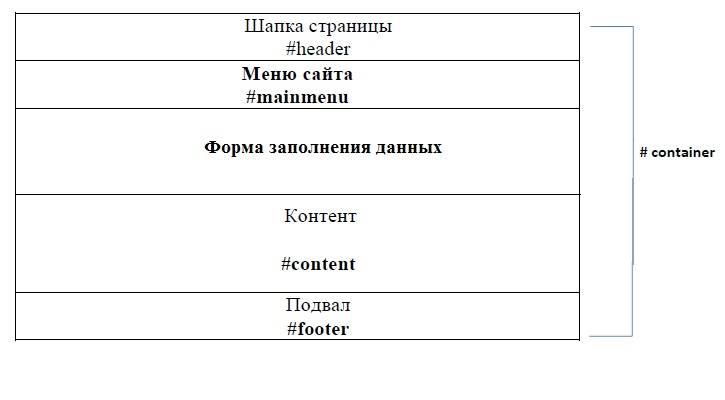 Шапка страницы
#header
Меню сайта
#mainmenu
Форма заполнения данных
# container
Контент
#content
Подвал
#footer